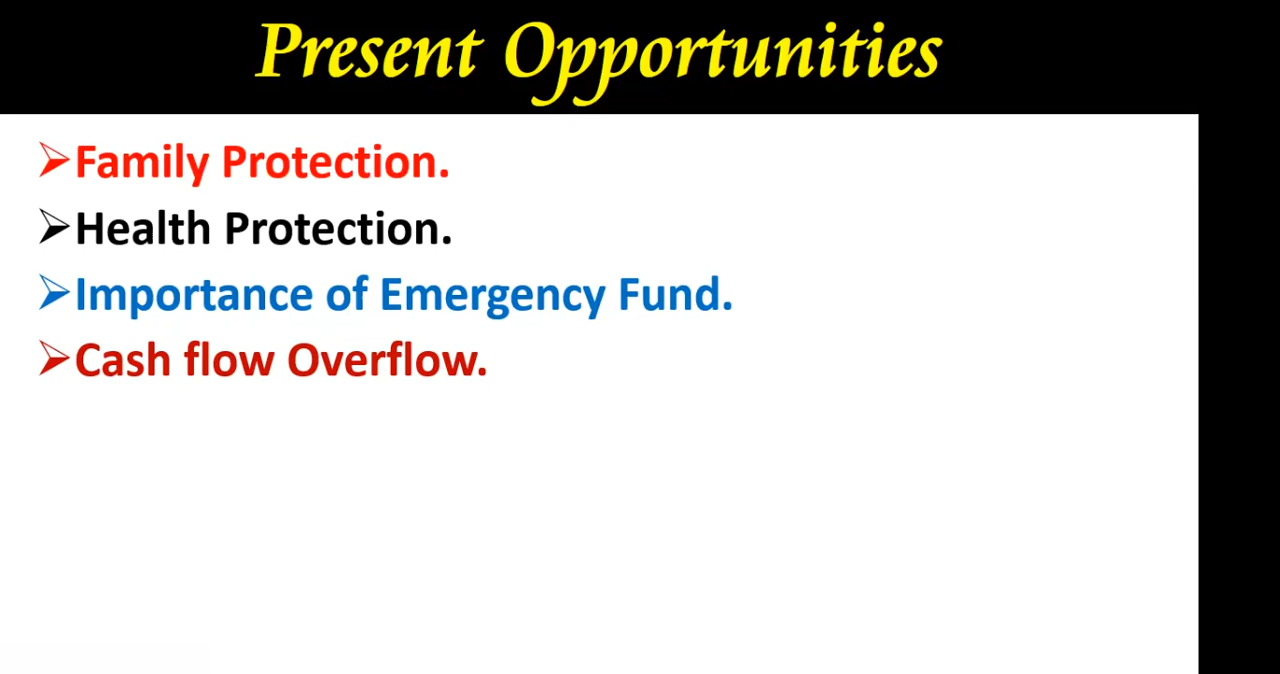 Present Opportunities
Family Protection.
Health Protection.
Importance of Emergency Fund.
Cash flow Overflow.